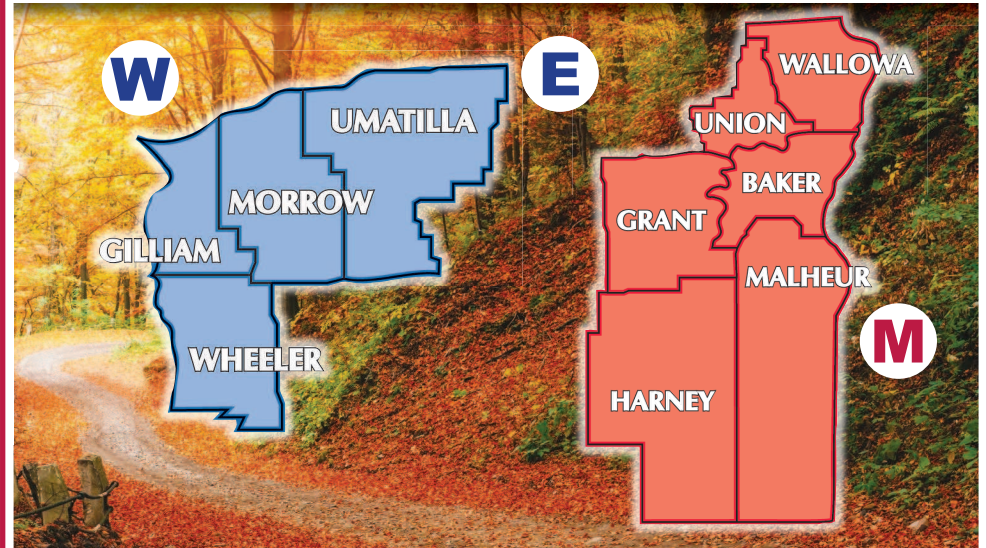 W
E
UMATILLA
MORROW
GILLIAM
WHEELER
WALLOWA
UNION
BAKER
GRANT
MALHEUR
M
HARNEY